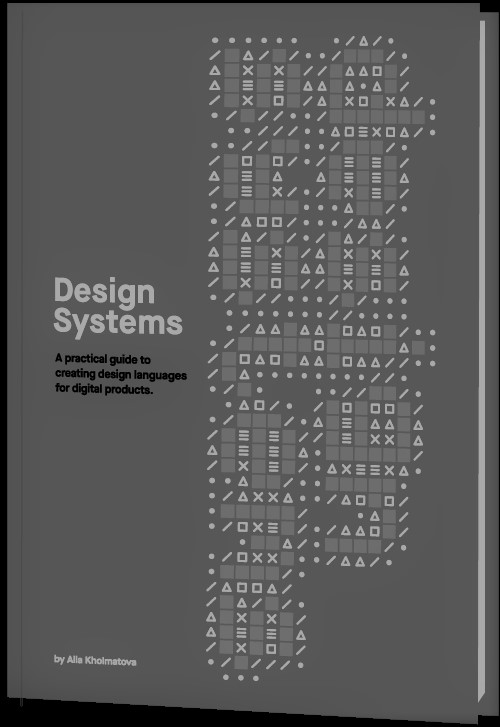 Design
Systems
A practical guide to
creating design languages
for digital products.
by Alla Kholmatova